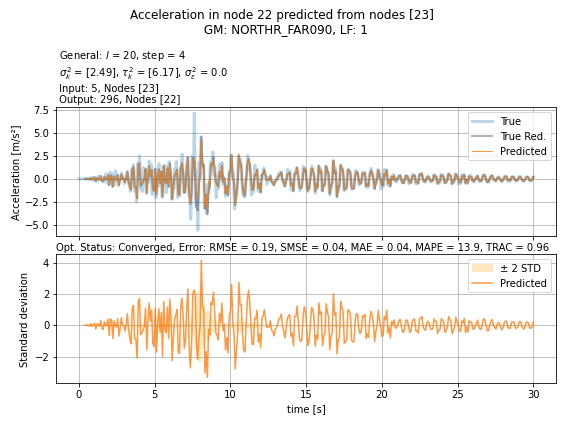 Acceleration in node 22 predicted from nodes [23]
GM: NORTHR_FAR090, LF: 1
General: l = 20, step = 4
σ²ₖ = [2.49], τ²ₖ = [6.17], σ²ε = 0.0
Input: 5, Nodes [23]
Output: 296, Nodes [22]
Acceleration [m/s²]
7.5
5.0
2.5
0.0
−2.5
−5.0
True
True Red.
Predicted
Opt. Status: Converged, Error: RMSE = 0.19, SMSE = 0.04, MAE = 0.04, MAPE = 13.9, TRAC = 0.96
Standard deviation
4
2
0
−2
± 2 STD
Predicted
0
5
10
15
20
25
30
time [s]